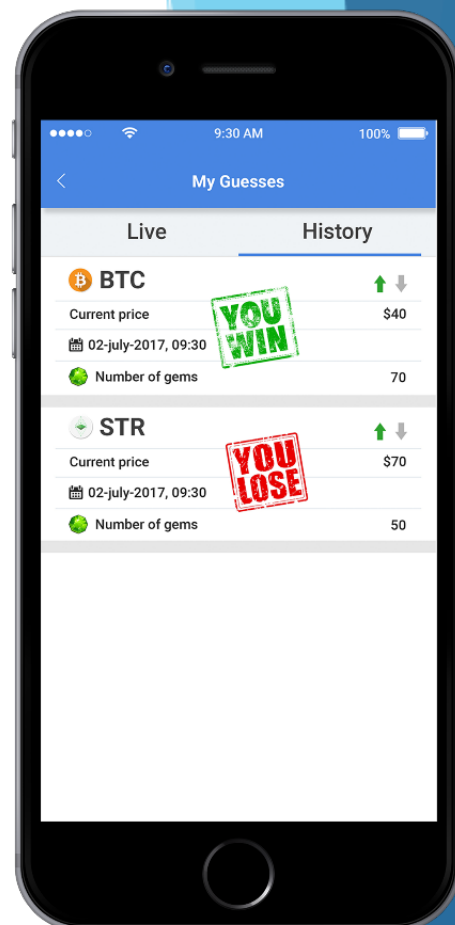 9:30 AM 100%
My Guesses
Live History
BTC
Current price $40
YOU WIN
02-july-2017, 09:30
Number of gems 70
STR
Current price $70
YOU LOSE
02-july-2017, 09:30
Number of gems 50